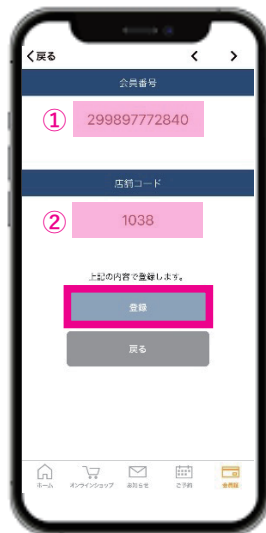 戻る
会員番号
① 299897772840
店舗コード
② 1038
上記の内容で登録します。
登録
戻る
ホーム オンラインショップ お知らせ ご予約 会員証